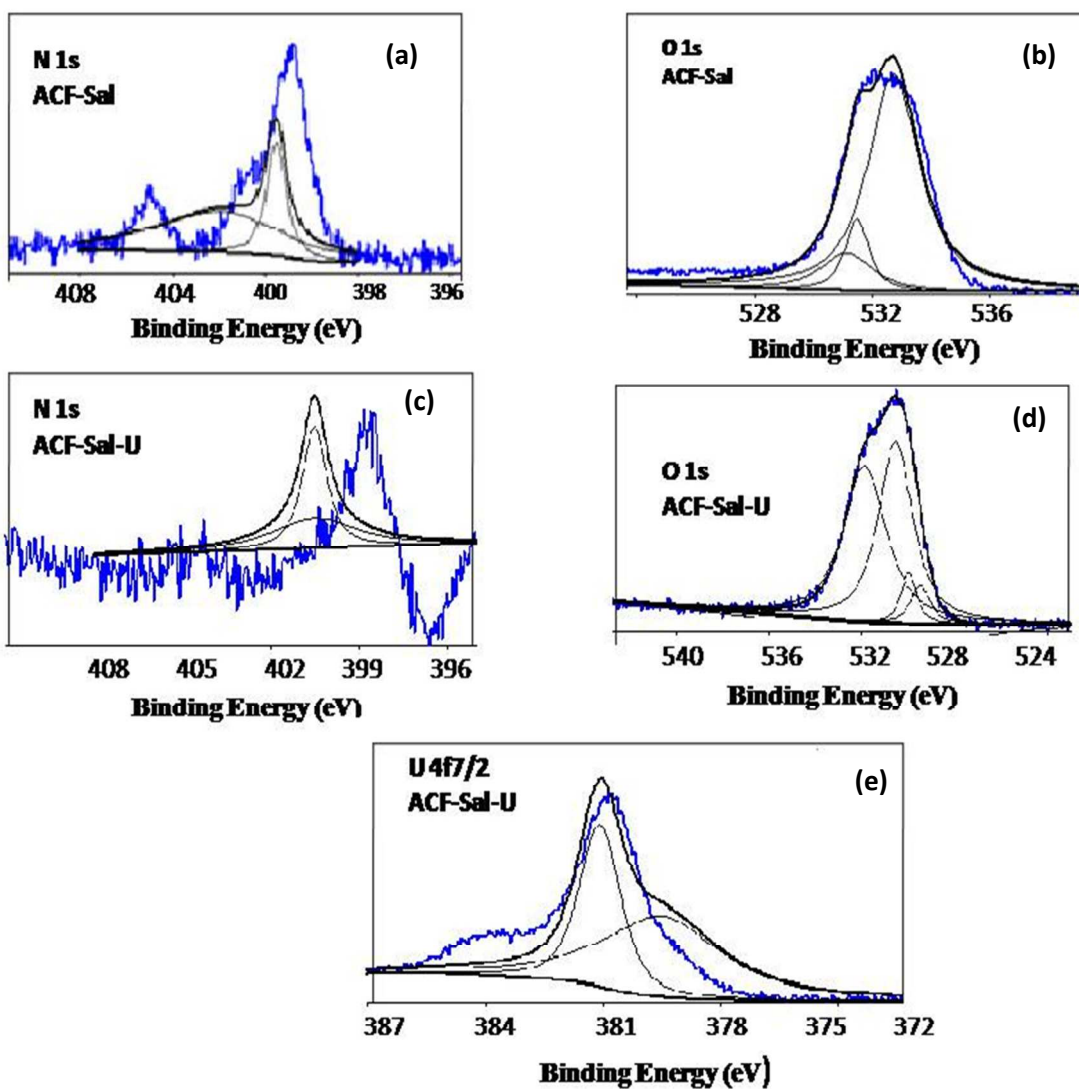 N 1s
ACF-Sal
(a)
408 404 400 398 396
Binding Energy (eV)
O 1s
ACF-Sal
(b)
528 532 536
Binding Energy (eV)
N 1s
ACF-Sal-U
(c)
408 405 402 399 396
Binding Energy (eV)
O 1s
ACF-Sal-U
(d)
540 536 532 528 524
Binding Energy (eV)
U 4f7/2
ACF-Sal-U
(e)
387 384 381 378 375 372
Binding Energy (eV)